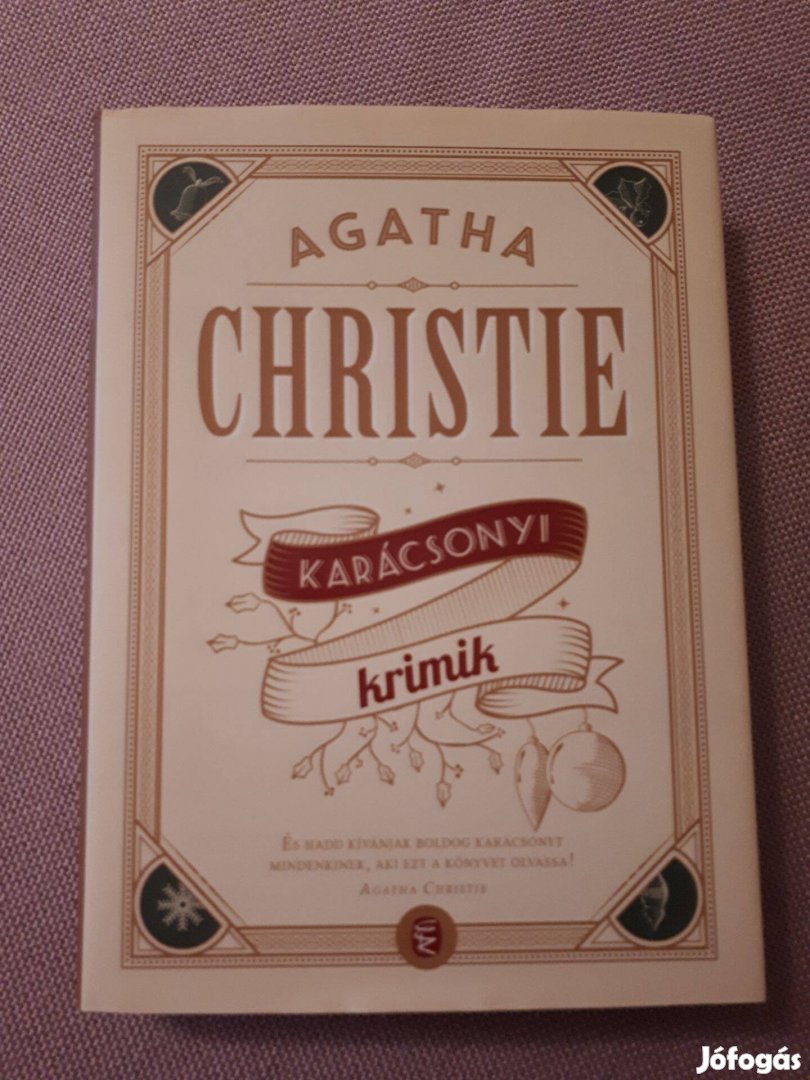 AGATHA
CHRISTIE
KARÁCSONYI
krimik
ÉS HADD KÍVÁNJAK BOLDOG KARÁCSONYT
MINDENKINEK, AKI EZT A KÖNYVET OLVASSA!
AGATHA CHRISTIE
Jófogás